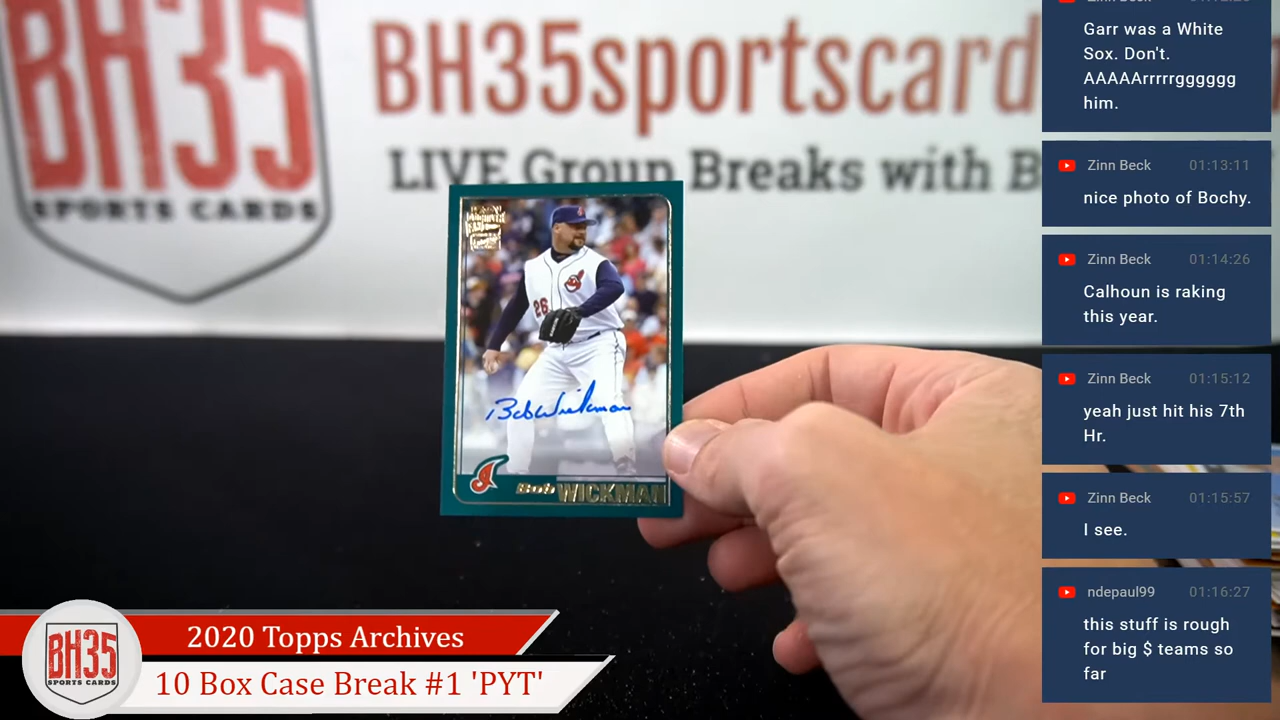 BH35
SPORTS CARDS
BH35sportscard
LIVE Group Breaks with B
26
Bob Wickman
Bob WICKMAN
2020 Topps Archives
10 Box Case Break #1 'PYT'
BH35
SPORTS CARDS
Zinn Beck
Garr was a White
Sox. Don't.
AAAAArrrrrgggggg
him.
Zinn Beck 01:13:11
nice photo of Bochy.
Zinn Beck 01:14:26
Calhoun is raking
this year.
Zinn Beck 01:15:12
yeah just hit his 7th
Hr.
Zinn Beck 01:15:57
I see.
ndepaul99 01:16:27
this stuff is rough
for big $ teams so
far